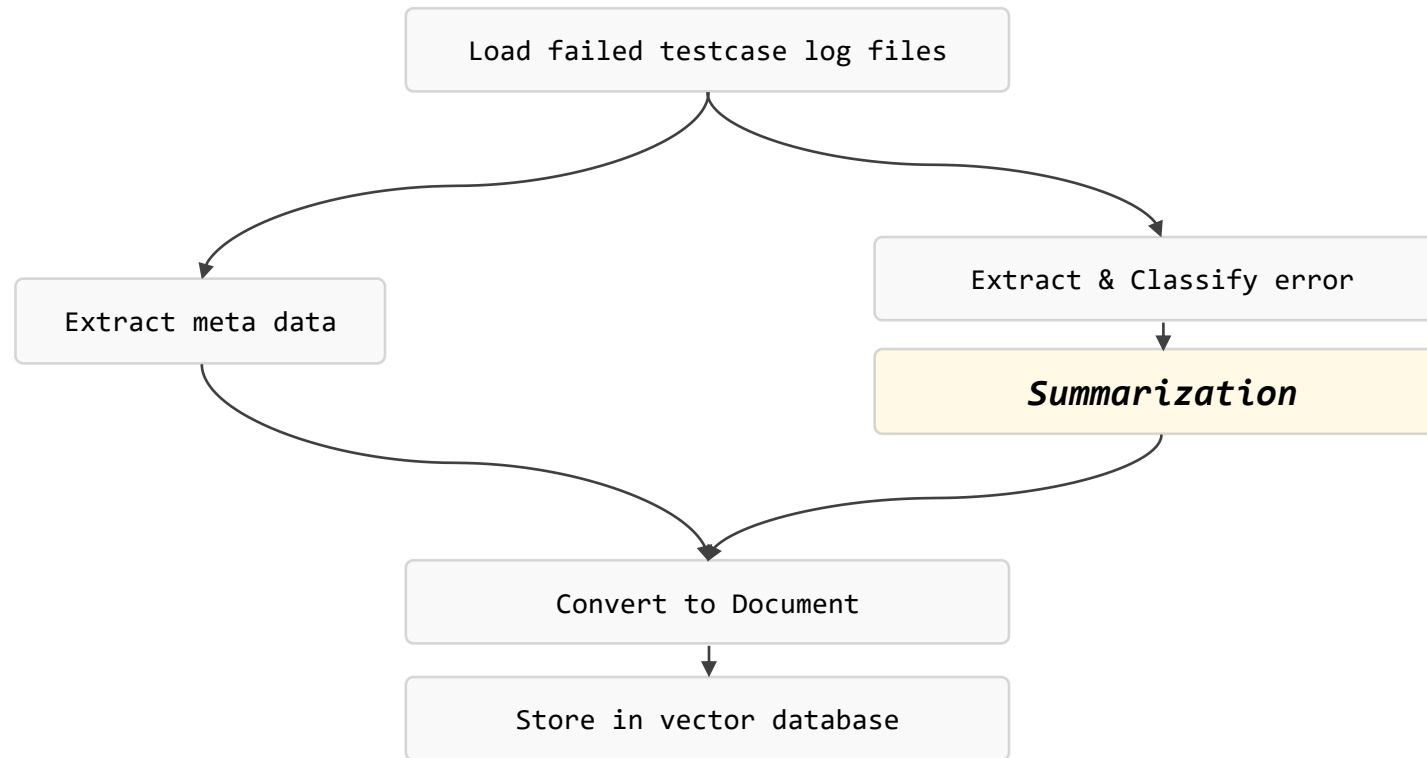 Load failed testcase log files
Extract & Classify error
Extract meta data
Summarization
Convert to Document
Store in vector database